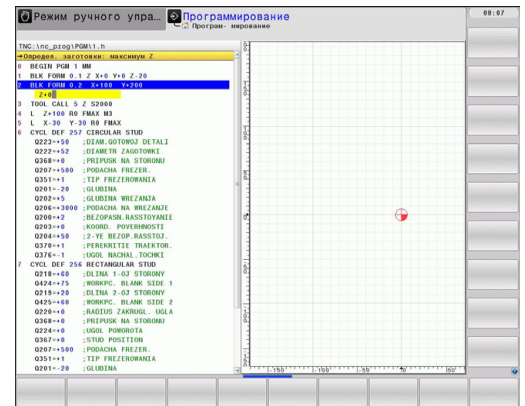 Режим ручного упра...
Программирование
Програм- мирование
08:07
TNC:\nc_prog\PGM\1.h
→Определ. заготовки: максимум Z
0 BEGIN PGM 1 MM
1 BLK FORM 0.1 Z X+0 Y+0 Z-20
2 BLK FORM 0.2 X+100 Y+200
Z+0
3 TOOL CALL 5 Z S2000
4 L Z+100 R0 FMAX M3
5 L X-30 Y-30 R0 FMAX
6 CYCL DEF 257 CIRCULAR STUD
Q223=+50 ;DIAM.GOTOWOJ DETALI
Q222=+52 ;DIAMETR ZAGOTOWKI
Q368=+0 ;PRIPUSK NA STORONU
Q207=+500 ;PODACHA FREZER.
Q351=+1 ;TIP FREZEROWANIA
Q201=-20 ;GLUBINA
Q202=+5 ;GLUBINA WREZANJA
Q206=+3000 ;PODACHA NA WREZANJE
Q200=+2 ;BEZOPASN.RASSTOYANIE
Q203=+0 ;KOORD. POVERHNOSTI
Q204=+50 ;2-YE BEZOP.RASSTOJ.
Q370=+1 ;PEREKRITIE TRAEKTOR.
Q376=-1 ;UGOL NACHAL.TOCHKI
7 CYCL DEF 256 RECTANGULAR STUD
Q218=+60 ;DLINA 1-OJ STORONY
Q424=+75 ;WORKPC. BLANK SIDE 1
Q219=+20 ;DLINA 2-OJ STORONY
Q425=+60 ;WORKPC. BLANK SIDE 2
Q220=+0 ;RADIUS ZAKRUGL. UGLA
Q368=+0 ;PRIPUSK NA STORONU
Q224=+0 ;UGOL POWOROTA
Q367=+0 ;STUD POSITION
Q207=+500 ;PODACHA FREZER.
Q351=+1 ;TIP FREZEROWANIA
Q201=-20 ;GLUBINA
-150 -100 -50 0 50